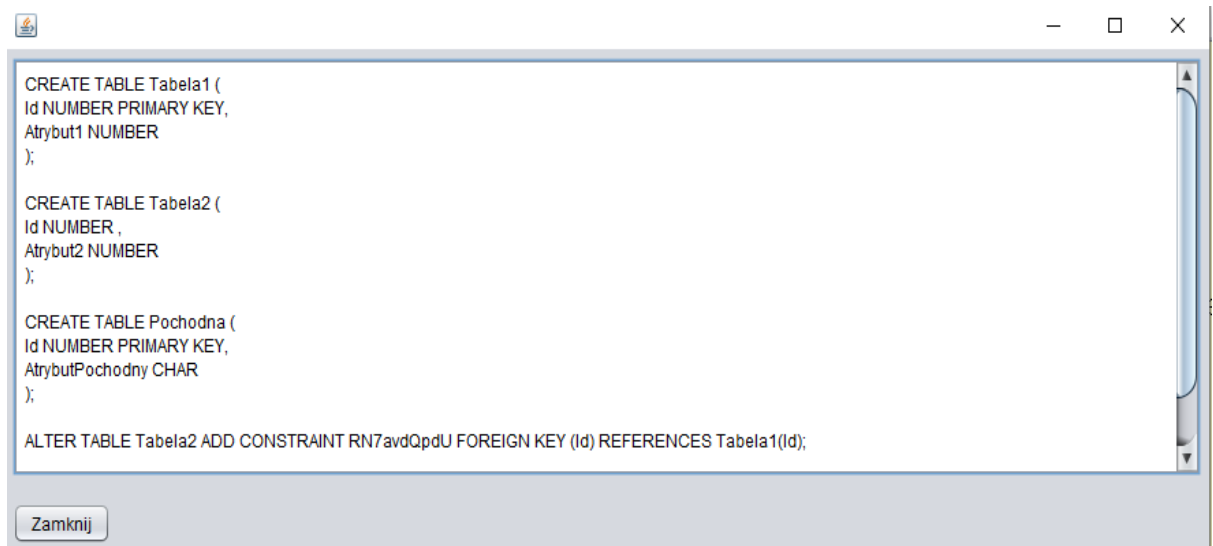 CREATE TABLE Tabela1 (
Id NUMBER PRIMARY KEY,
Atrybut1 NUMBER
);
CREATE TABLE Tabela2 (
Id NUMBER ,
Atrybut2 NUMBER
);
CREATE TABLE Pochodna (
Id NUMBER PRIMARY KEY,
AtrybutPochodny CHAR
);
ALTER TABLE Tabela2 ADD CONSTRAINT RN7avdQpdU FOREIGN KEY (Id) REFERENCES Tabela1(Id);
Zamknij